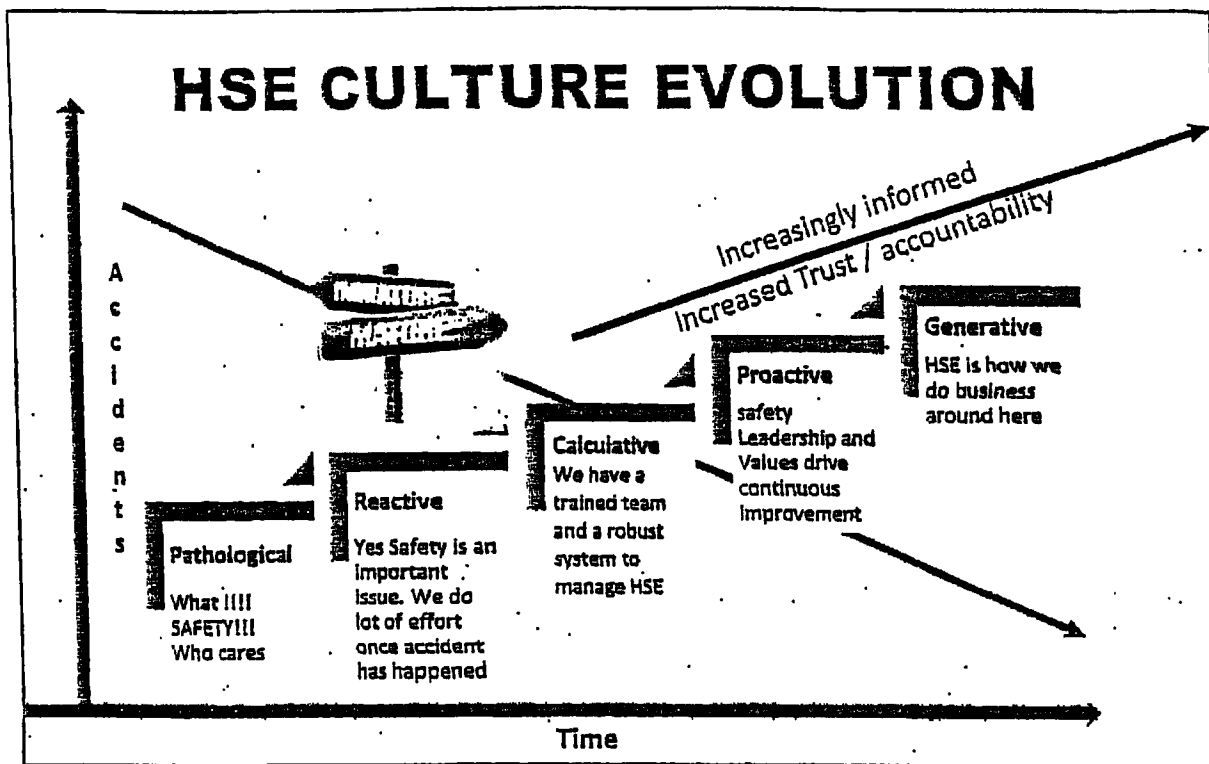 HSE CULTURE EVOLUTION
Increasingly informed
Increased Trust / accountability
Accidents
Generative
HSE is how we
do business
around here
Proactive
safety
Leadership and
Values drive
continuous
improvement
Calculative
We have a
trained team
and a robust
system to
manage HSE
Reactive
Yes Safety is an
important
issue. We do
lot of effort
once accident
has happened
Pathological
What !!!!
SAFETY!!!
Who cares
Time